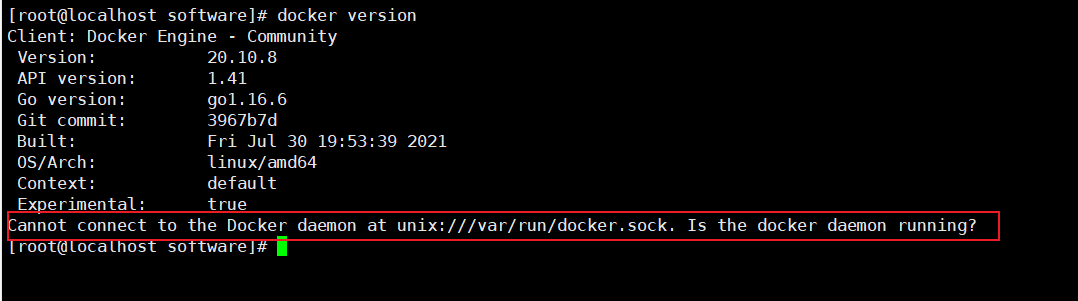 [root@localhost software]# docker version
Client: Docker Engine - Community
 Version:           20.10.8
 API version:       1.41
 Go version:        go1.16.6
 Git commit:        3967b7d
 Built:             Fri Jul 30 19:53:39 2021
 OS/Arch:           linux/amd64
 Context:           default
 Experimental:      true
Cannot connect to the Docker daemon at unix:///var/run/docker.sock. Is the docker daemon running?
[root@localhost software]#